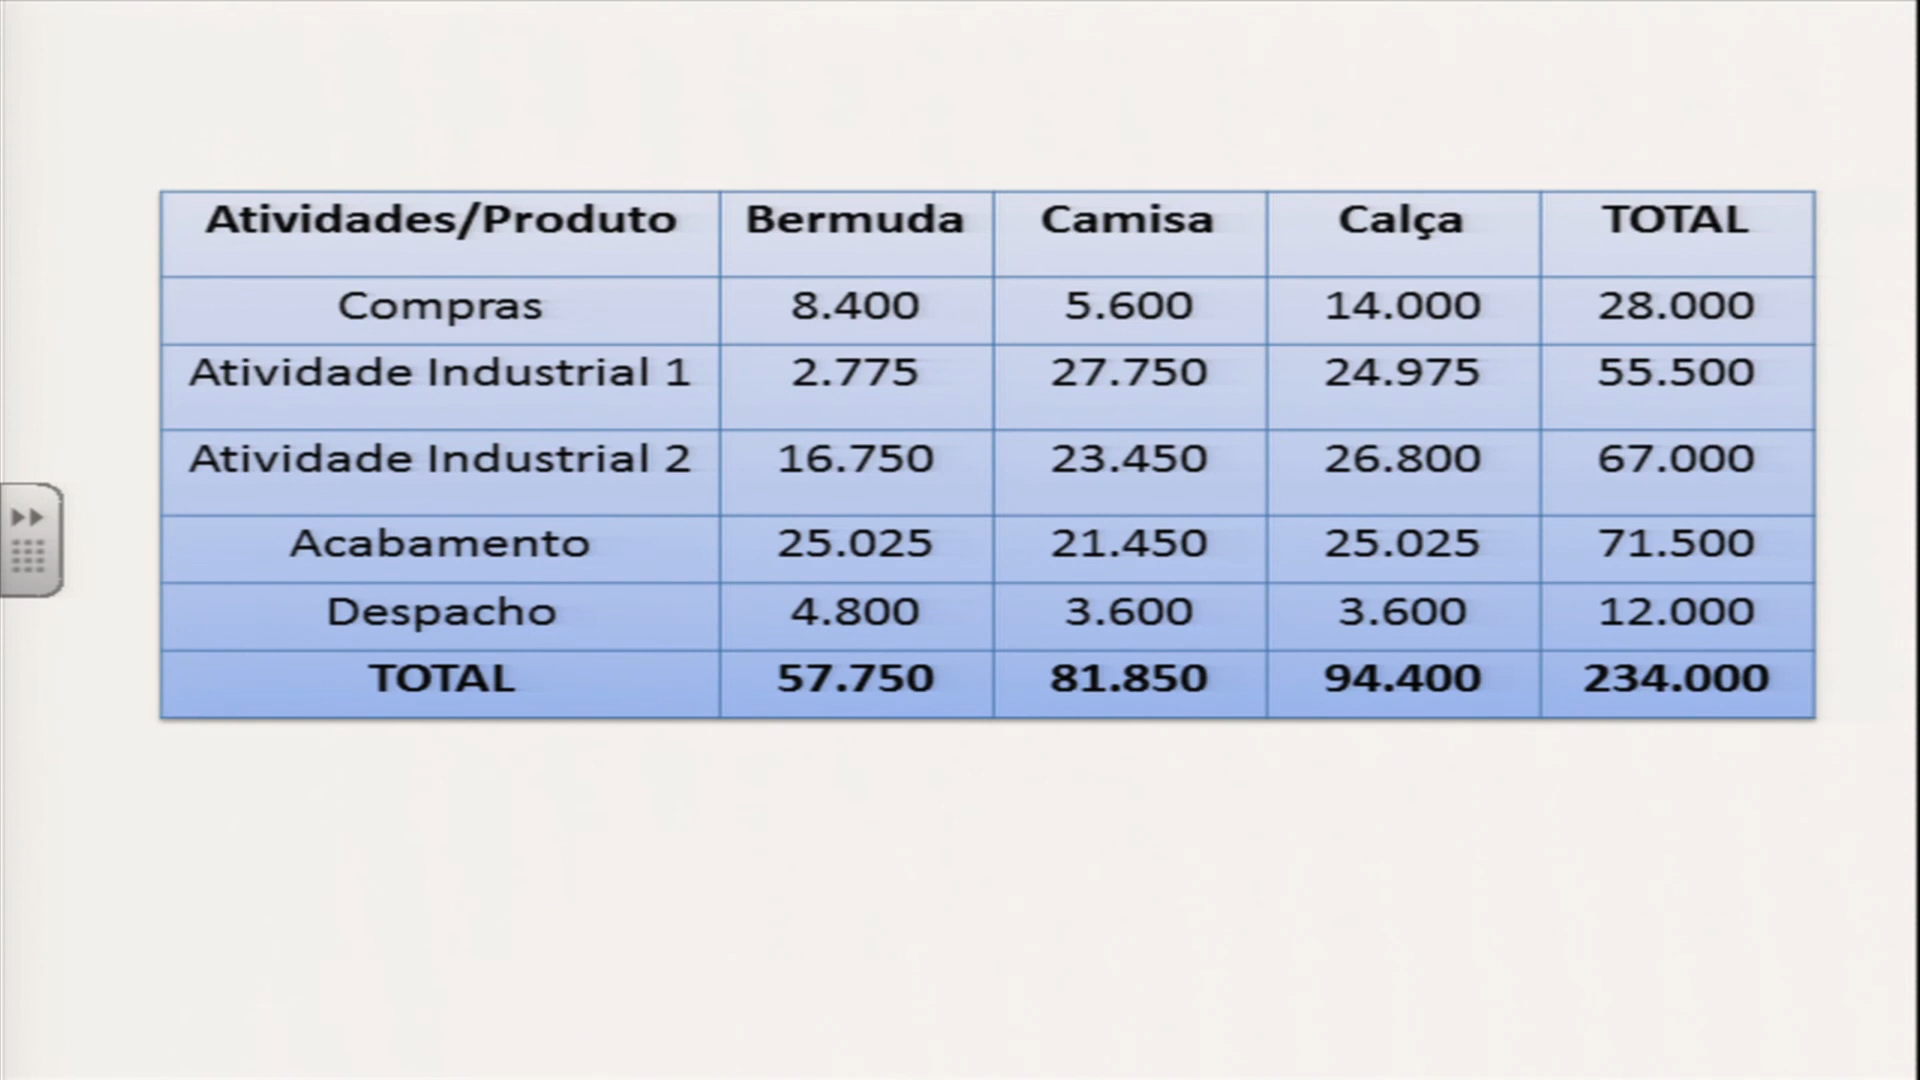 Atividades/Produto Bermuda Camisa Calça TOTAL
Compras 8.400 5.600 14.000 28.000
Atividade Industrial 1 2.775 27.750 24.975 55.500
Atividade Industrial 2 16.750 23.450 26.800 67.000
Acabamento 25.025 21.450 25.025 71.500
Despacho 4.800 3.600 3.600 12.000
TOTAL 57.750 81.850 94.400 234.000